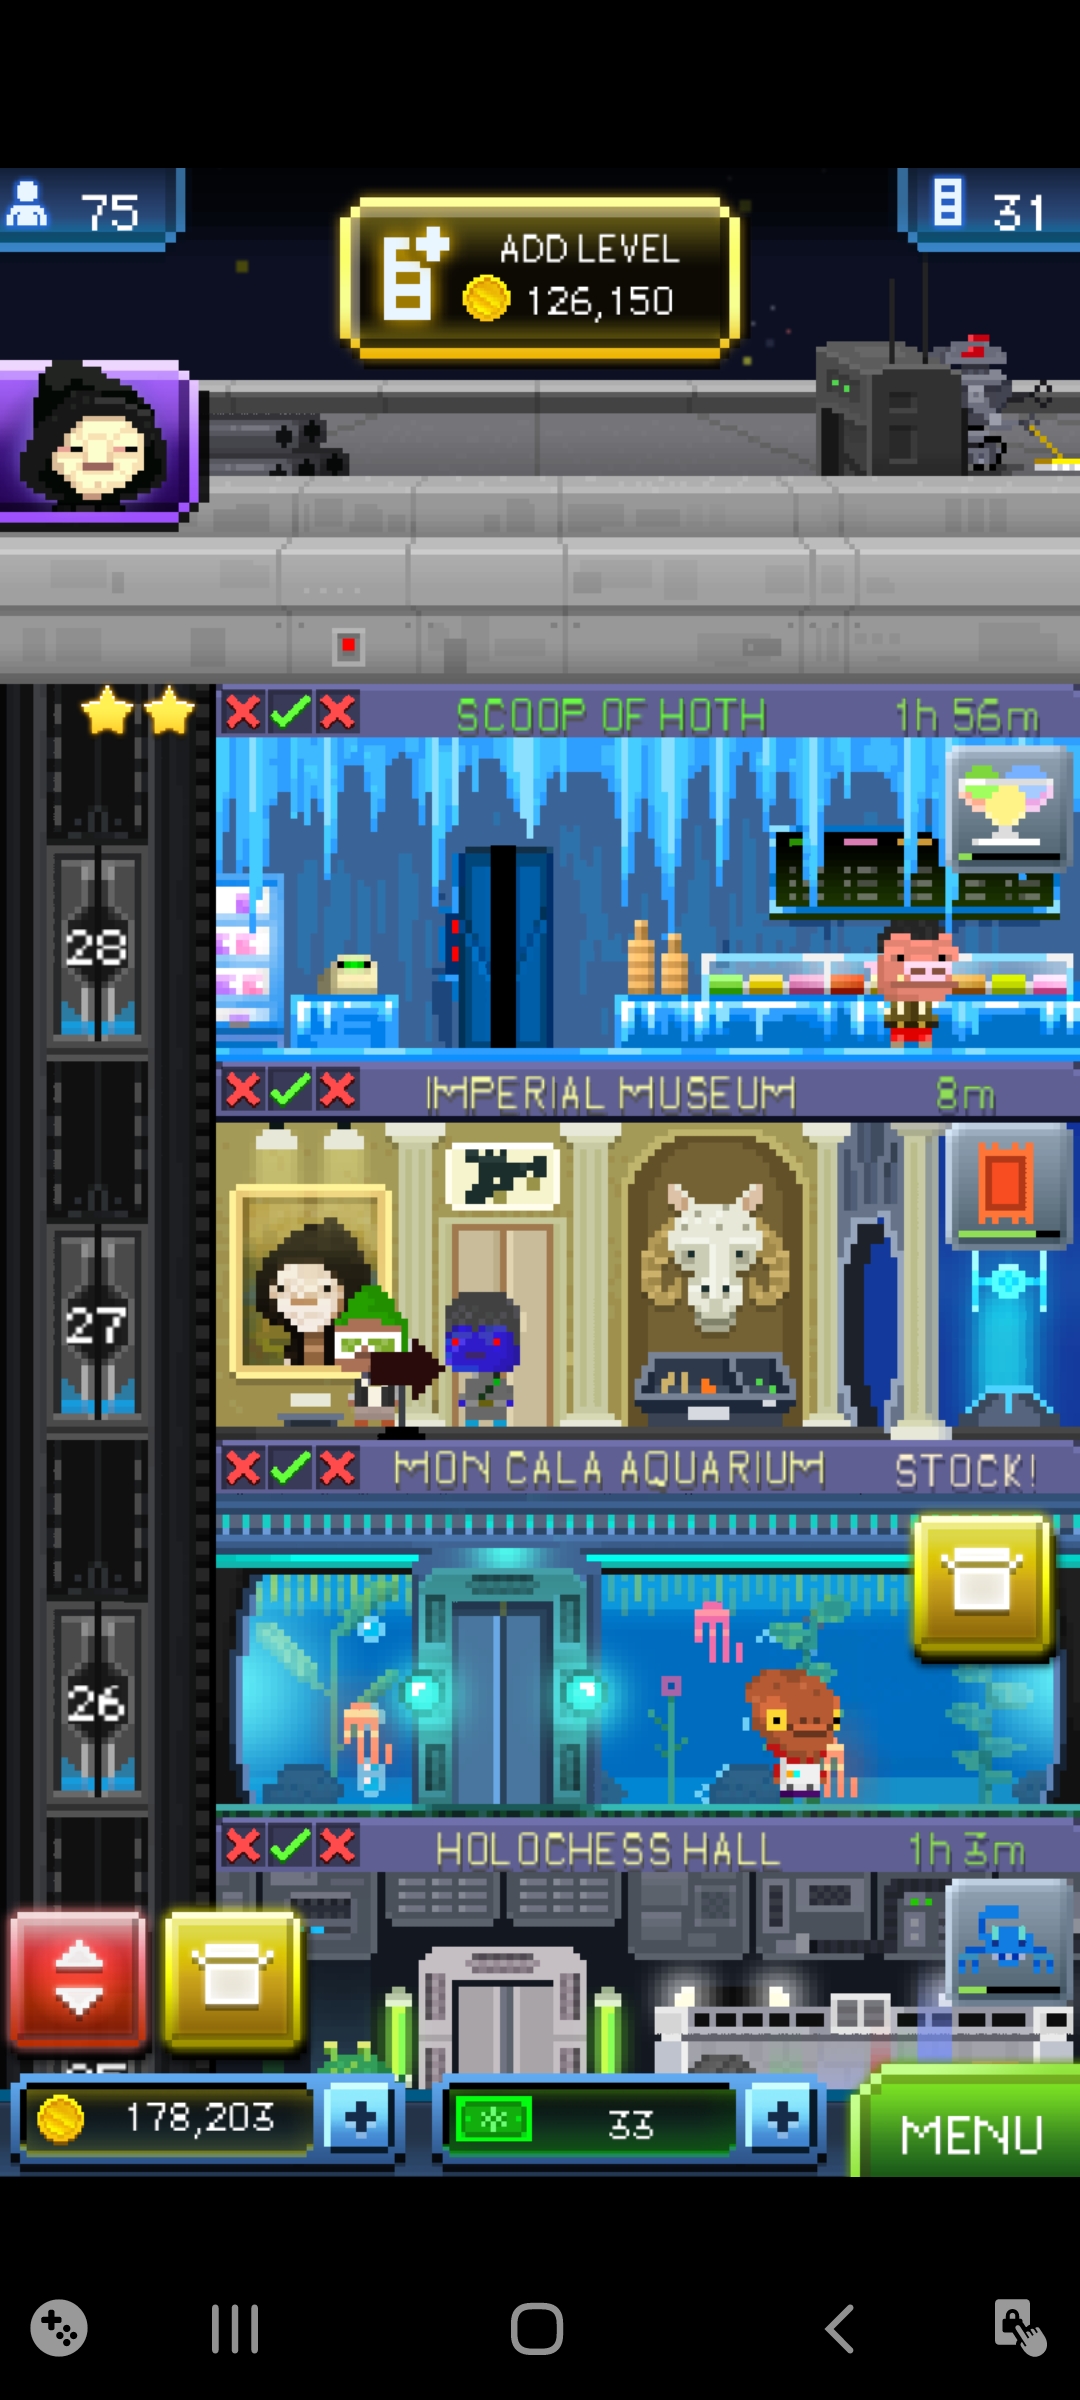 75
ADD LEVEL
126,150
31
SCOOP OF HOTH 1h 56m
28
IMPERIAL MUSEUM 8m
27
MON CALA AQUARIUM STOCK!
26
HOLOCHESS HALL 1h 3m
178,203
33
MENU